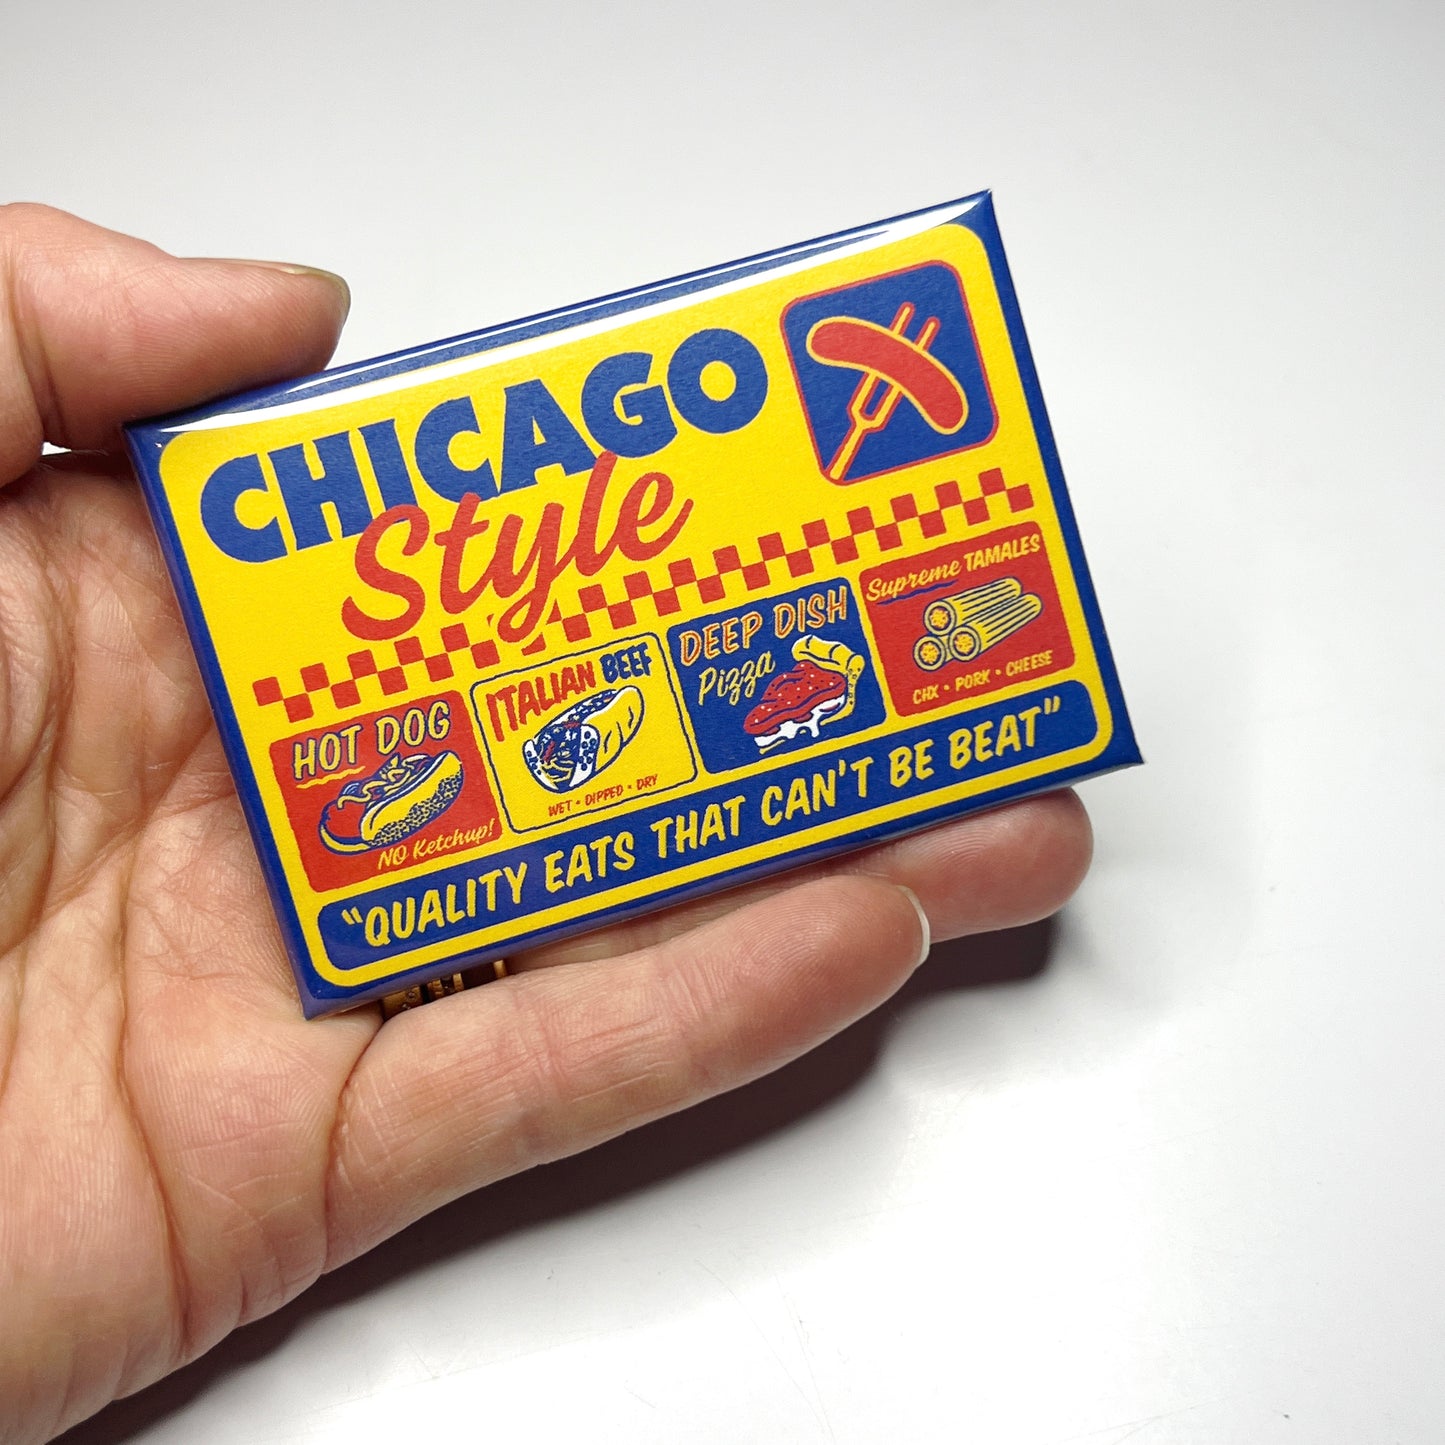 CHICAGO
Style
HOT DOG
NO Ketchup!
ITALIAN BEEF
WET • DIPPED • DRY
DEEP DISH
Pizza
Supreme TAMALES
CHX • PORK • CHEESE
"QUALITY EATS THAT CAN'T BE BEAT"